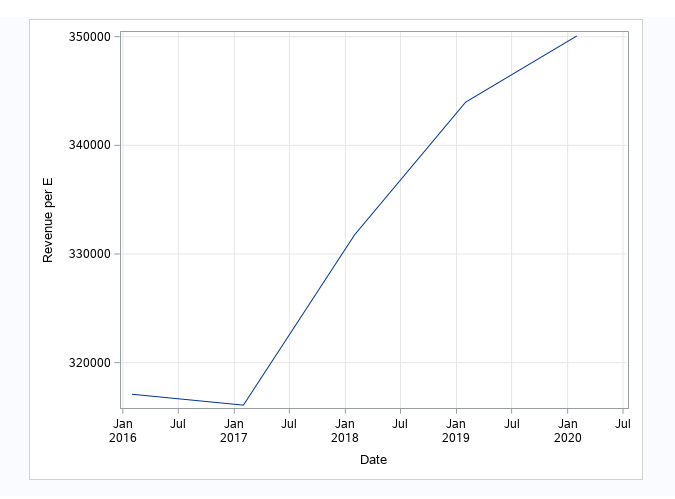 350000
340000
330000
320000
Revenue per E
Jan Jul Jan Jul Jan Jul Jan Jul Jan Jul
2016 2017 2018 2019 2020
Date